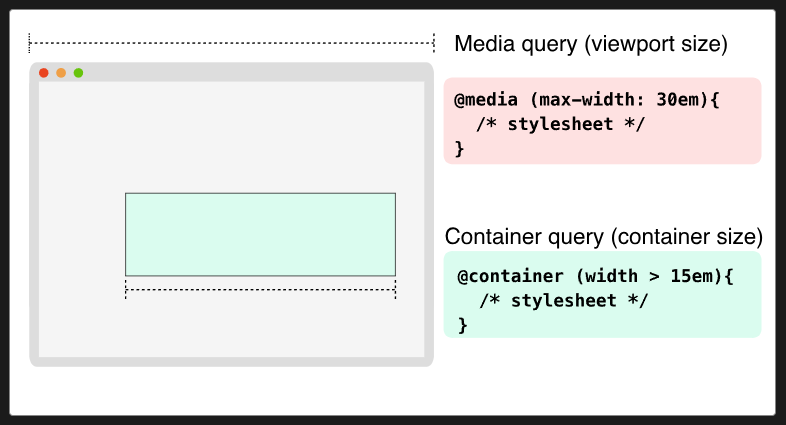 Media query (viewport size)
@media (max-width: 30em){
/* stylesheet */
}
Container query (container size)
@container (width > 15em){
/* stylesheet */
}